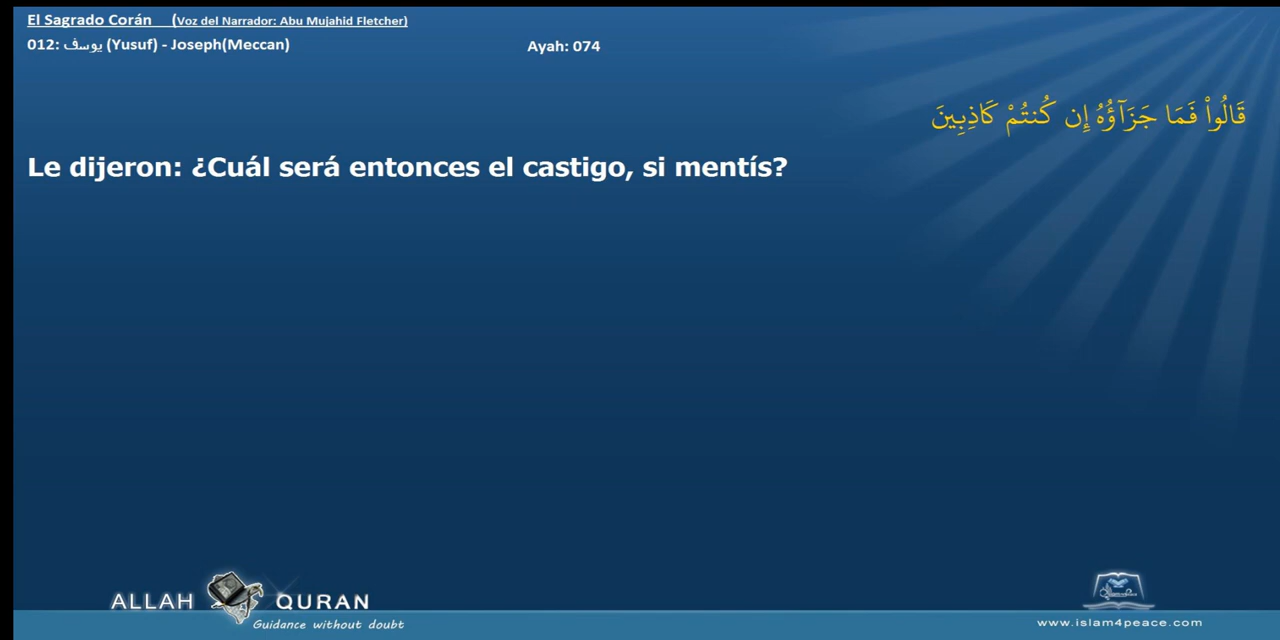 El Sagrado Corán (Voz del Narrador: Abu Mujahid Fletcher)
012: يوسف (Yusuf) - Joseph(Meccan) Ayah: 074
قَالُواْ فَمَا جَزَآؤُهُ إِن كُنتُمْ كَاذِبِينَ
Le dijeron: ¿Cuál será entonces el castigo, si mentís?
ALLAH QURAN
Guidance without doubt
www.islam4peace.com